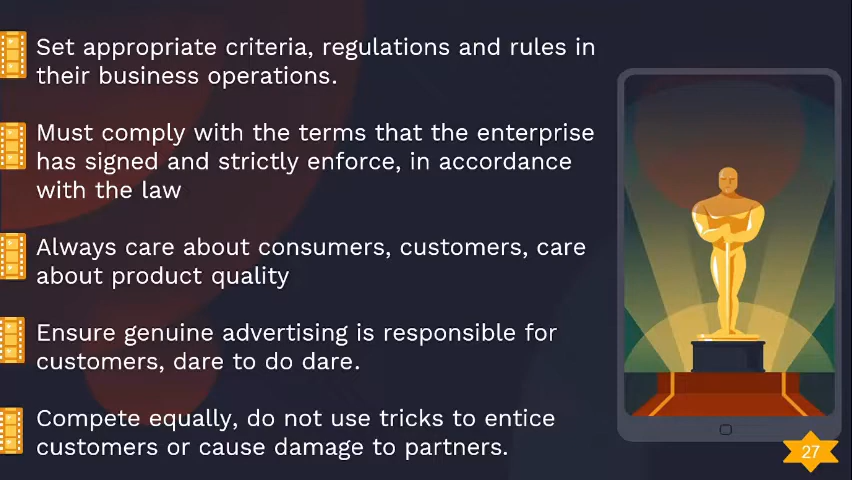 Set appropriate criteria, regulations and rules in
their business operations.
Must comply with the terms that the enterprise
has signed and strictly enforce, in accordance
with the law
Always care about consumers, customers, care
about product quality
Ensure genuine advertising is responsible for
customers, dare to do dare.
Compete equally, do not use tricks to entice
customers or cause damage to partners.
27